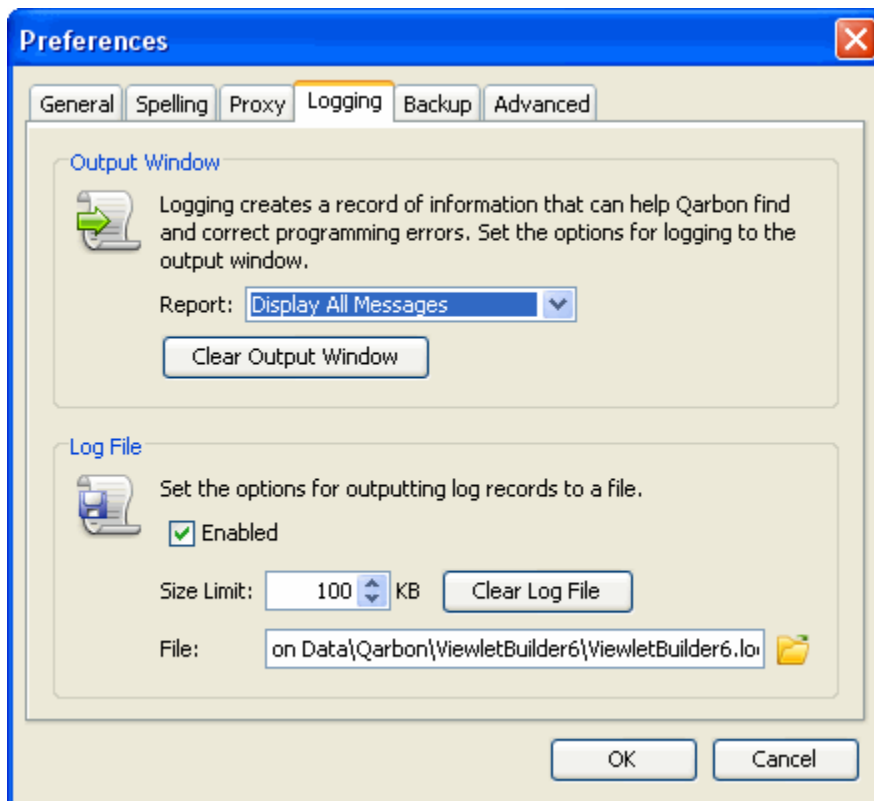 Preferences
General Spelling Proxy Logging Backup Advanced
Output Window
Logging creates a record of information that can help Qarbon find
and correct programming errors. Set the options for logging to the
output window.
Report: Display All Messages
Clear Output Window
Log File
Set the options for outputting log records to a file.
Enabled
Size Limit: 100 KB Clear Log File
File: on Data\Qarbon\ViewletBuilder6\ViewletBuilder6.lo
OK Cancel